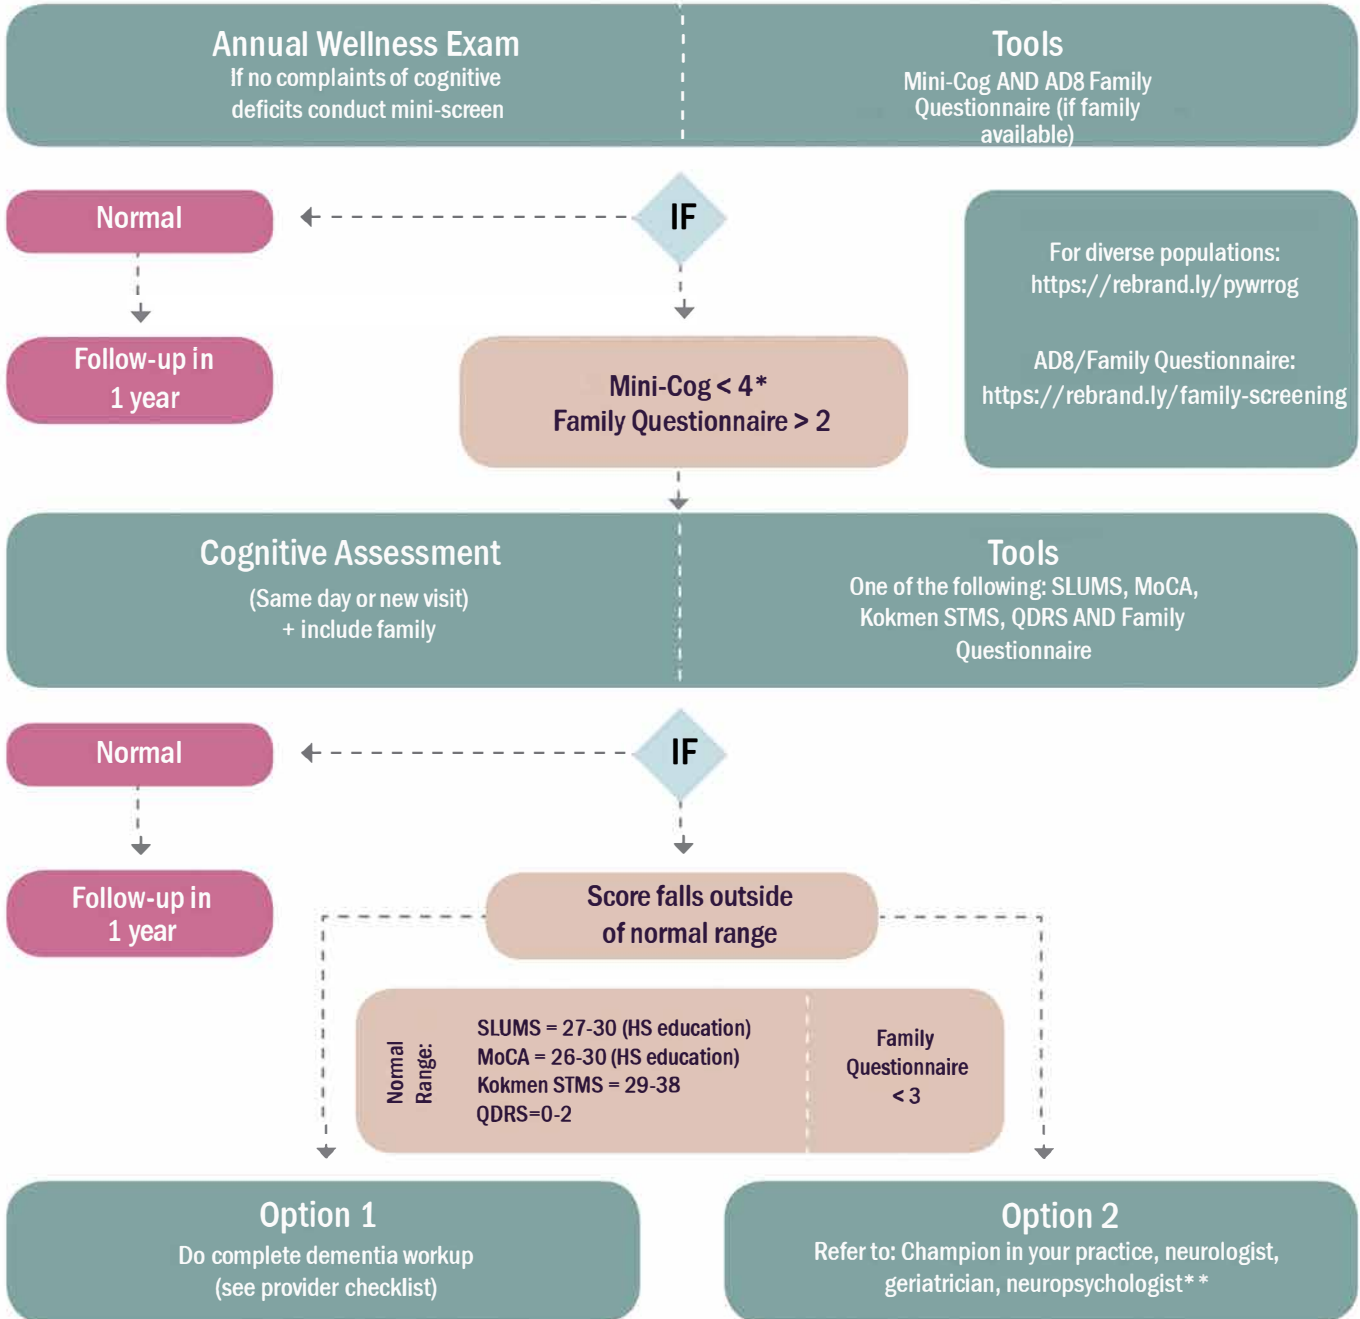 Annual Wellness Exam
If no complaints of cognitive
deficits conduct mini-screen
Tools
Mini-Cog AND AD8 Family
Questionnaire (if family
available)
Normal
IF
For diverse populations:
https://rebrand.ly/pywrrog
AD8/Family Questionnaire:
https://rebrand.ly/family-screening
Follow-up in
1 year
Mini-Cog < 4*
Family Questionnaire > 2
Cognitive Assessment
(Same day or new visit)
+ include family
Tools
One of the following: SLUMS, MoCA,
Kokmen STMS, QDRS AND Family
Questionnaire
Normal
IF
Follow-up in
1 year
Score falls outside
of normal range
Normal
Range:
SLUMS = 27-30 (HS education)
MoCA = 26-30 (HS education)
Kokmen STMS = 29-38
QDRS=0-2
Family
Questionnaire
< 3
Option 1
Do complete dementia workup
(see provider checklist)
Option 2
Refer to: Champion in your practice, neurologist,
geriatrician, neuropsychologist**